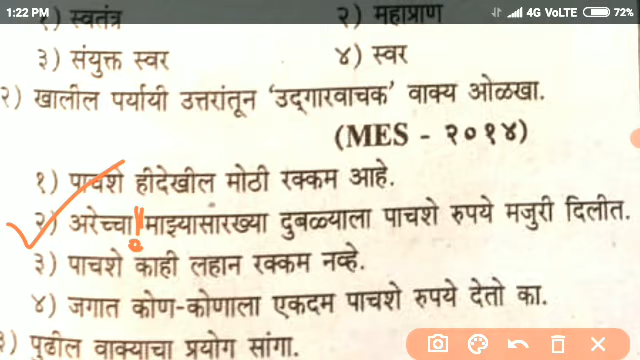 1:22 PM 4G VoLTE 72%
१) स्वतंत्र २) महाप्राण
३) संयुक्त स्वर ४) स्वर
२) खालील पर्यायी उत्तरांतून ‘उद्‌गारवाचक’ वाक्य ओळखा.
(MES - २०१४)
१) पाचशे हीदेखील मोठी रक्कम आहे.
२) अरेच्चा! माझ्यासारख्या दुबळ्याला पाचशे रुपये मजुरी दिलीत.
३) पाचशे काही लहान रक्कम नव्हे.
४) जगात कोण-कोणाला एकदम पाचशे रुपये देतो का.
३) पुढील वाक्याचा प्रयोग सांगा.